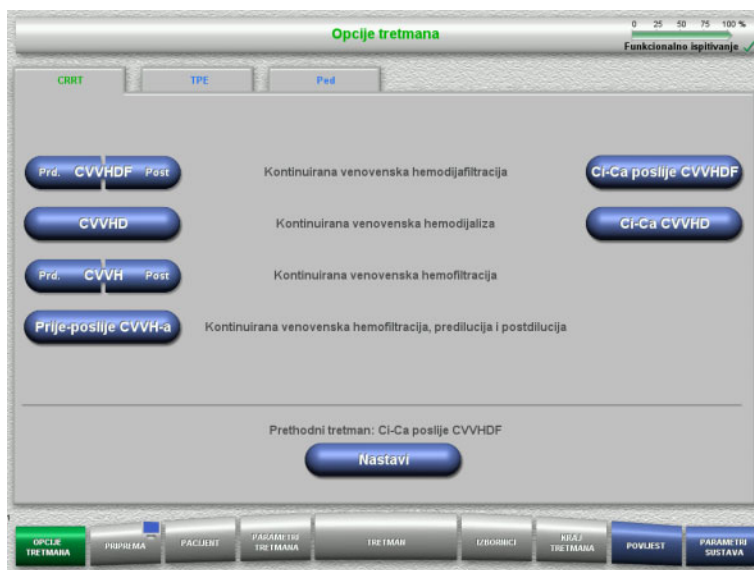 Opcije tretmana
0 25 50 75 100 %
Funkcionalno ispitivanje
CRRT TPE Ped
Prd. CVVHDF Post Kontinuirana venovenska hemodijafiltracija Ci-Ca poslije CVVHDF
CVVHD Kontinuirana venovenska hemodijaliza Ci-Ca CVVHD
Prd. CVVH Post Kontinuirana venovenska hemofiltracija
Prije-poslije CVVH-a Kontinuirana venovenska hemofiltracija, predilucija i postdilucija
Prethodni tretman: Ci-Ca poslije CVVHDF
Nastavi
OPCIJE TRETMANA PRIPREMA PACIJENT PARAMETRI TRETMANA TRETMAN IZBORNICI KRAJ TRETMANA POVIJEST PARAMETRI SUSTAVA